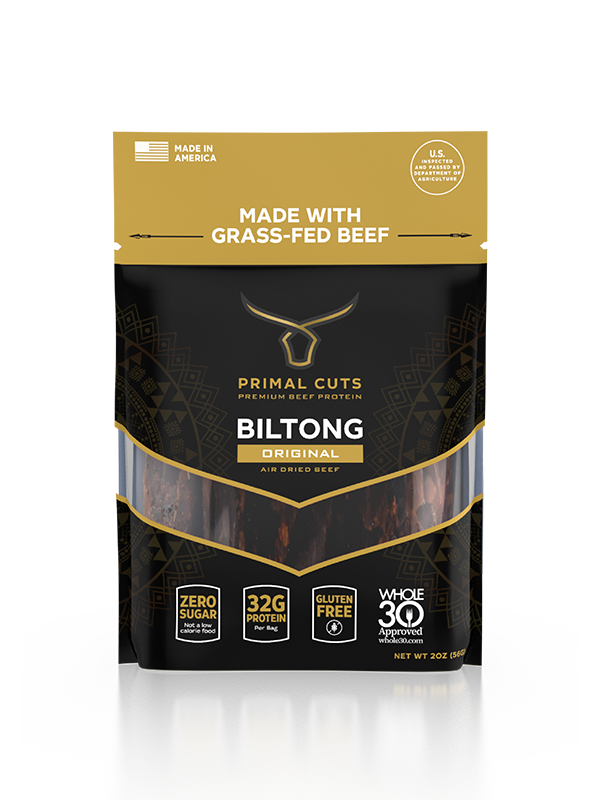 MADE IN
AMERICA
U.S.
INSPECTED
AND PASSED BY
DEPARTMENT OF
AGRICULTURE
MADE WITH
GRASS-FED BEEF
PRIMAL CUTS
PREMIUM BEEF PROTEIN
BILTONG
ORIGINAL
AIR DRIED BEEF
ZERO
SUGAR
Not a low
calorie food
32G
PROTEIN
Per Bag
GLUTEN
FREE
WHOLE
30
Approved
whole30.com
NET WT 2OZ (56G